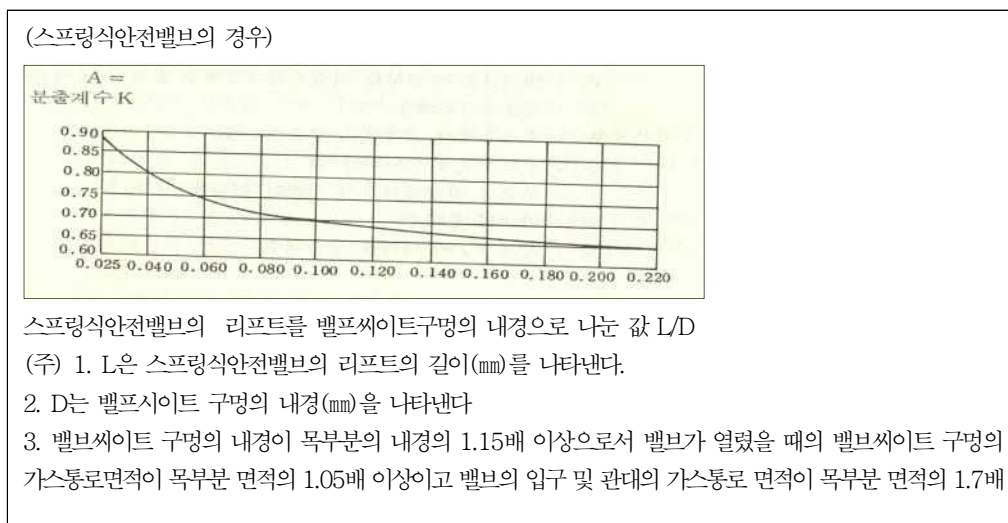 (스프링식안전밸브의 경우)
A =
분출계수 K
0.90
0.85
0.80
0.75
0.70
0.65
0.60
0.025 0.040 0.060 0.080 0.100 0.120 0.140 0.160 0.180 0.200 0.220
스프링식안전밸브의 리프트를 밸프씨이트구멍의 내경으로 나눈 값 L/D
(주) 1. L은 스프링식안전밸브의 리프트의 길이(㎜)를 나타낸다.
2. D는 밸프시이트 구멍의 내경(㎜)을 나타낸다
3. 밸브씨이트 구멍의 내경이 목부분의 내경의 1.15배 이상으로서 밸브가 열렸을 때의 밸브씨이트 구멍의
가스통로면적이 목부분 면적의 1.05배 이상이고 밸브의 입구 및 관대의 가스통로 면적이 목부분 면적의 1.7배